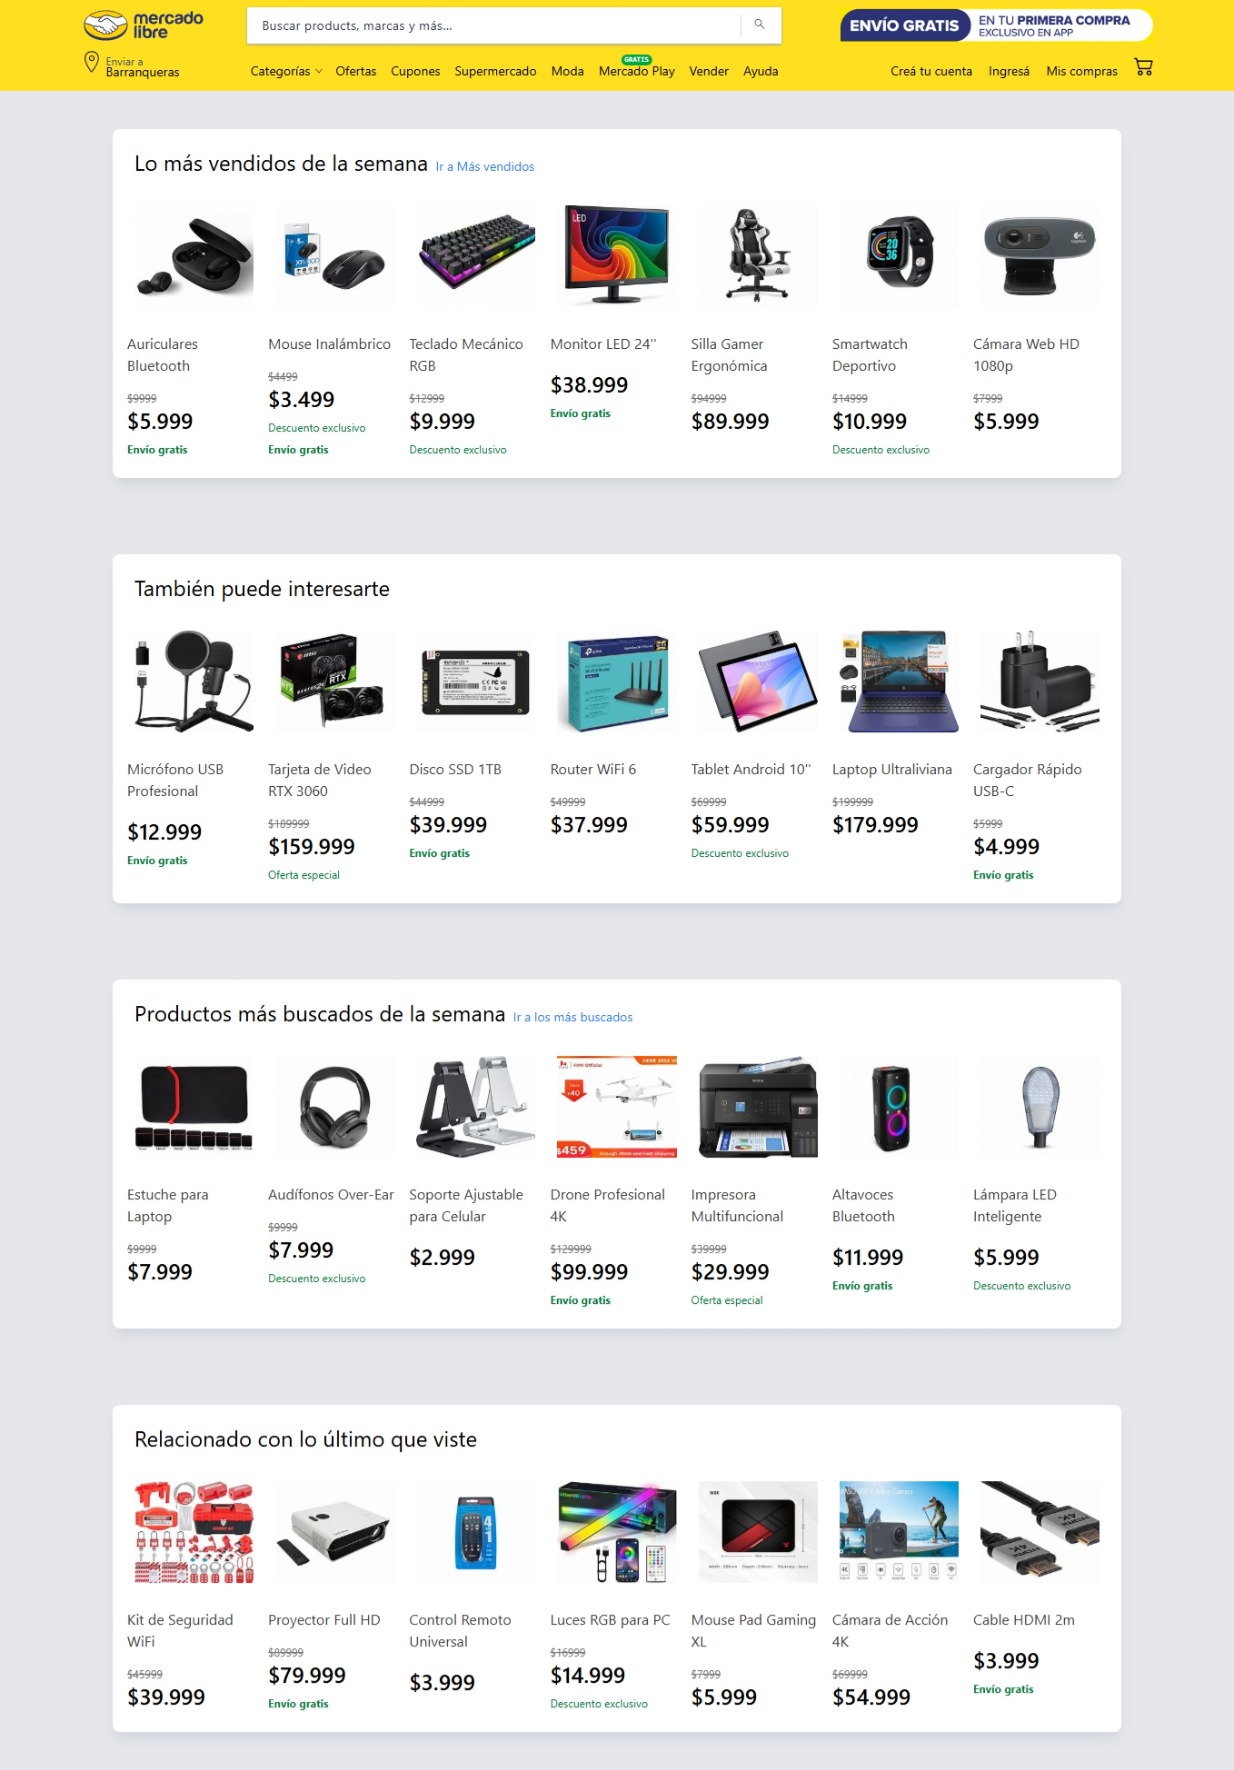 mercado
libre
Buscar products, marcas y más...
ENVÍO GRATIS
EN TU PRIMERA COMPRA
EXCLUSIVO EN APP
Enviar a
Barranqueras
GRATIS
Categorías Ofertas Cupones Supermercado Moda Mercado Play Vender Ayuda
Creá tu cuenta Ingresá Mis compras
Lo más vendidos de la semana Ir a Más vendidos
LED
Auriculares
Bluetooth
$9999
$5.999
Envío gratis
Mouse Inalámbrico
$4499
$3.499
Descuento exclusivo
Envío gratis
Teclado Mecánico
RGB
$12999
$9.999
Descuento exclusivo
Monitor LED 24''
$38.999
Envío gratis
Silla Gamer
Ergonómica
$94999
$89.999
Smartwatch
Deportivo
$14999
$10.999
Descuento exclusivo
Cámara Web HD
1080p
$7999
$5.999
También puede interesarte
Micrófono USB
Profesional
$12.999
Envío gratis
Tarjeta de Video
RTX 3060
$189999
$159.999
Oferta especial
Disco SSD 1TB
$44999
$39.999
Envío gratis
Router WiFi 6
$49999
$37.999
Tablet Android 10''
$69999
$59.999
Descuento exclusivo
Laptop Ultraliviana
$199999
$179.999
Cargador Rápido
USB-C
$5999
$4.999
Envío gratis
Productos más buscados de la semana Ir a los más buscados
$459
Estuche para
Laptop
$9999
$7.999
Audífonos Over-Ear
$9999
$7.999
Descuento exclusivo
Soporte Ajustable
para Celular
$2.999
Drone Profesional
4K
$129999
$99.999
Envío gratis
Impresora
Multifuncional
$39999
$29.999
Oferta especial
Altavoces
Bluetooth
$11.999
Envío gratis
Lámpara LED
Inteligente
$5.999
Descuento exclusivo
Relacionado con lo último que viste
Kit de Seguridad
WiFi
$45999
$39.999
Proyector Full HD
$89999
$79.999
Envío gratis
Control Remoto
Universal
$3.999
Luces RGB para PC
$16999
$14.999
Descuento exclusivo
Mouse Pad Gaming
XL
$7999
$5.999
Cámara de Acción
4K
$69999
$54.999
Cable HDMI 2m
$3.999
Envío gratis